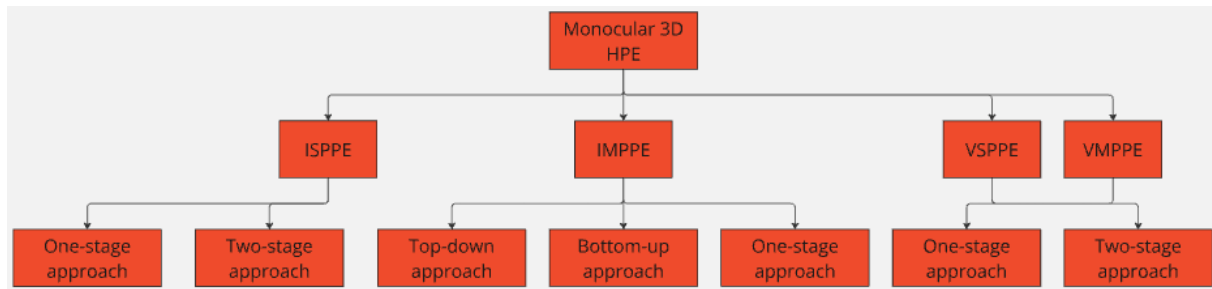 Monocular 3D
HPE
ISPPE
IMPPE
VSPPE
VMPPE
One-stage
approach
Two-stage
approach
Top-down
approach
Bottom-up
approach
One-stage
approach
One-stage
approach
Two-stage
approach